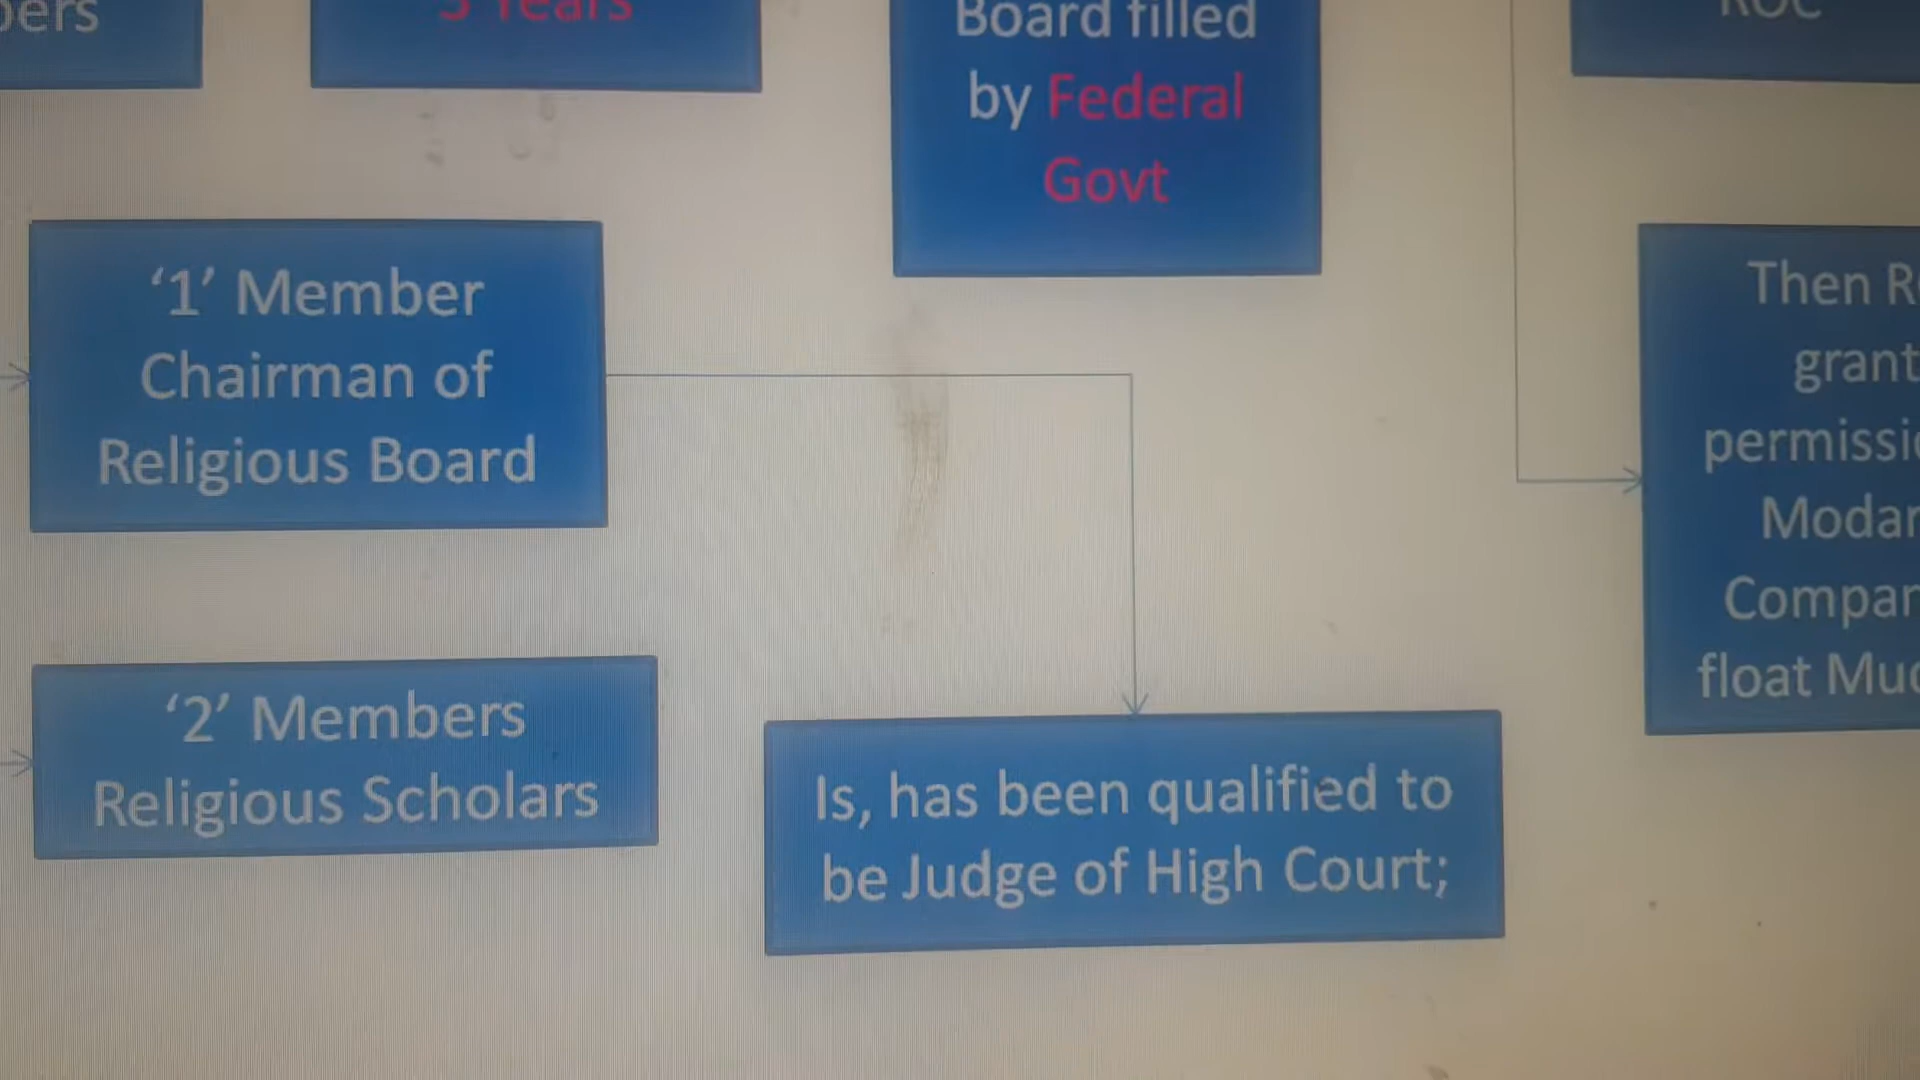 Board filled
by Federal
Govt
'1' Member
Chairman of
Religious Board
'2' Members
Religious Scholars
Is, has been qualified to
be Judge of High Court;
Then
grant
float